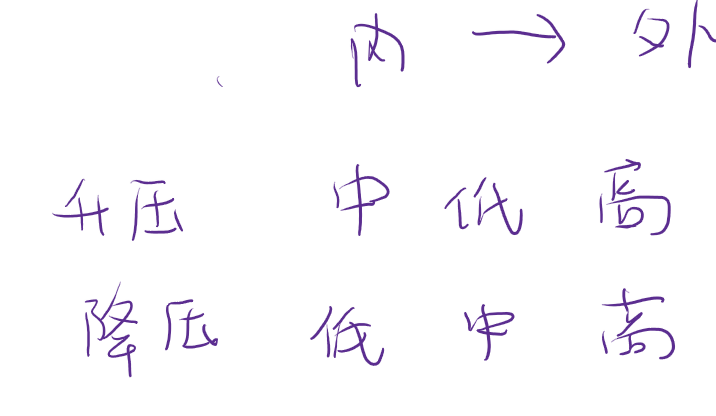 内 → 外
升压 中 低 高
降压 低 中 高